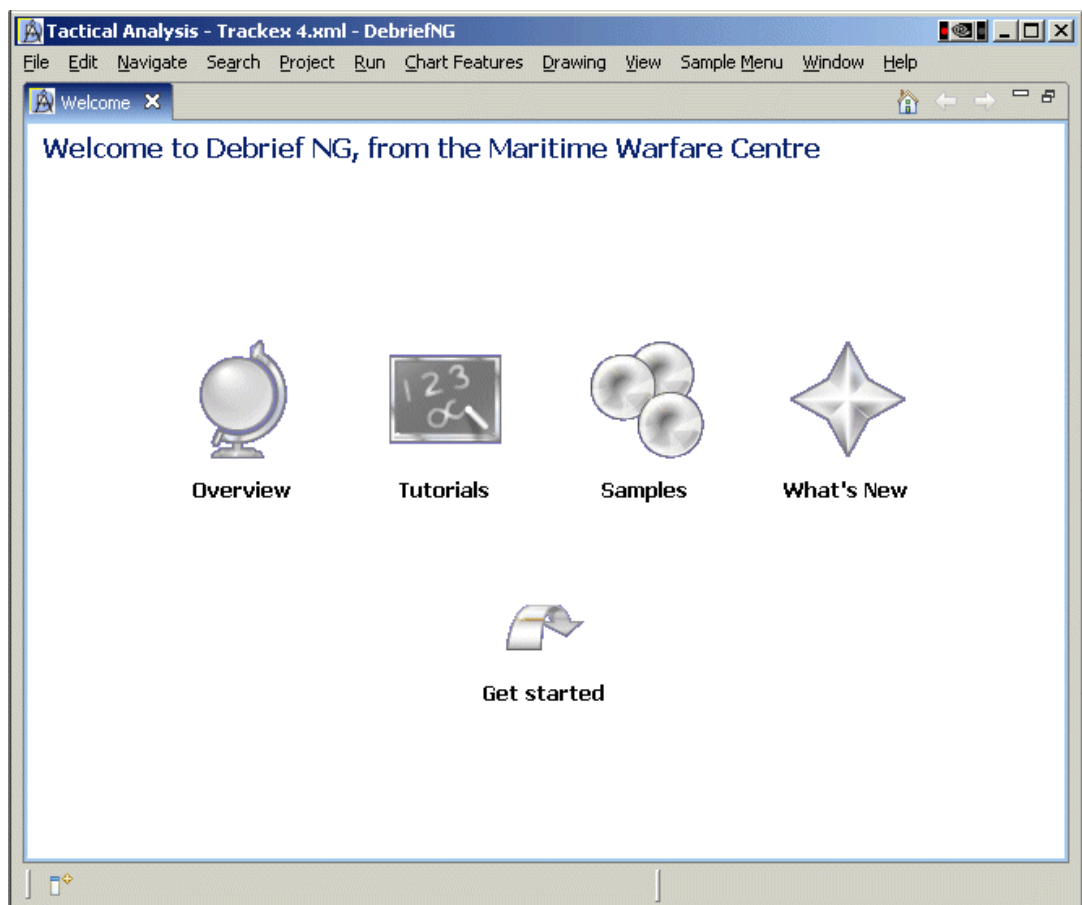 Tactical Analysis - Trackex 4.xml - DebriefNG
File Edit Navigate Search Project Run Chart Features Drawing View Sample Menu Window Help
Welcome
Welcome to Debrief NG, from the Maritime Warfare Centre
1 2 3
Overview Tutorials Samples What's New
Get started